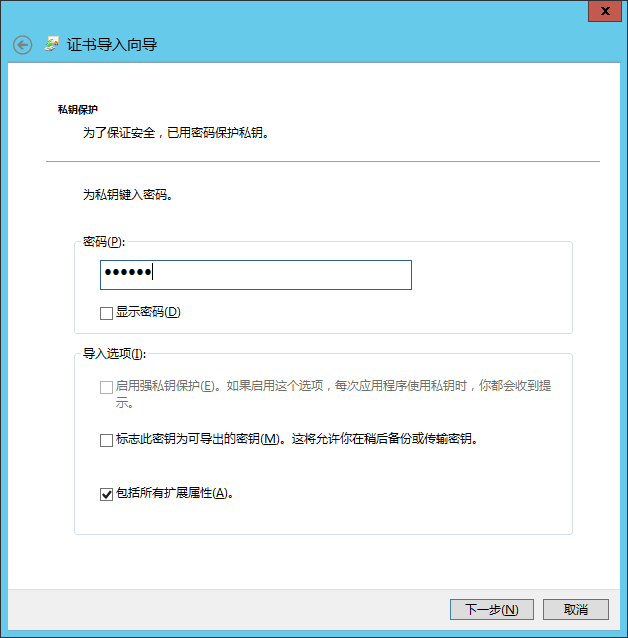 证书导入向导
私钥保护
为了保证安全，已用密码保护私钥。
为私钥键入密码。
密码(P):
●●●●●●
显示密码(D)
导入选项(I):
启用强私钥保护(E)。如果启用这个选项，每次应用程序使用私钥时，你都会收到提
示。
标志此密钥为可导出的密钥(M)。这将允许你在稍后备份或传输密钥。
包括所有扩展属性(A)。
下一步(N)
取消